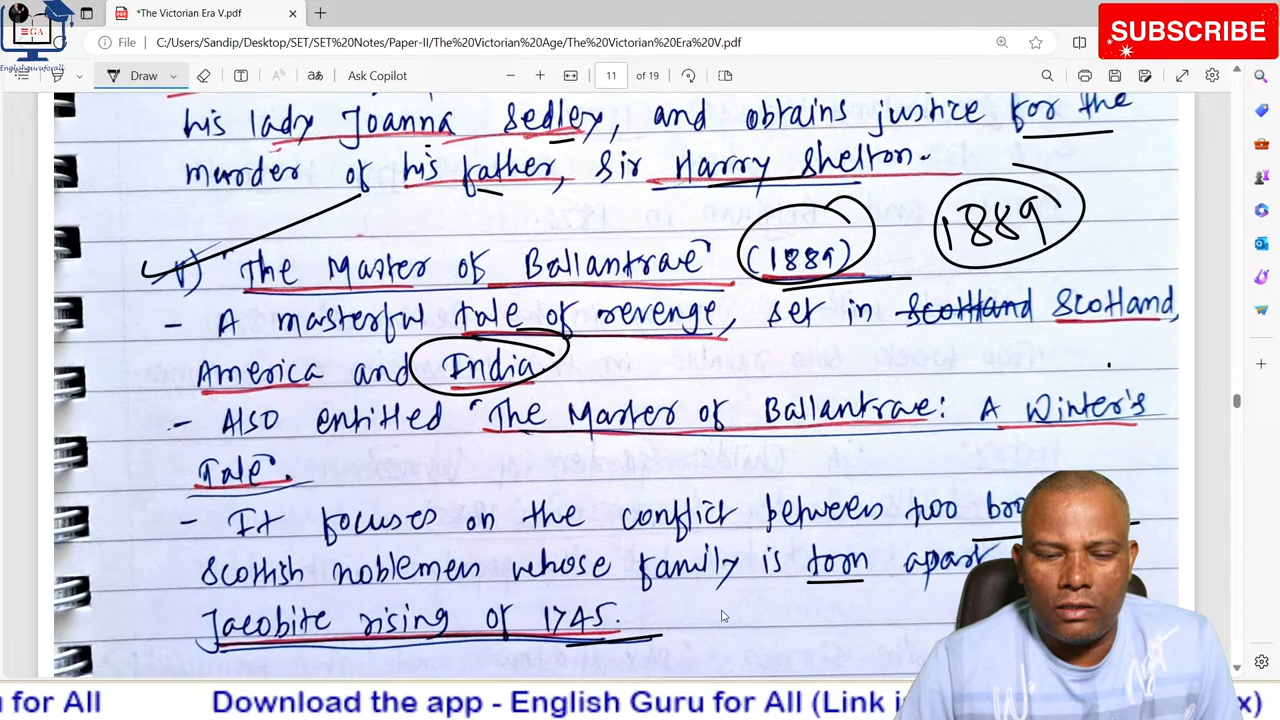 *The Victorian Era V.pdf
SUBSCRIBE
EGA
Englishguruforall
File C:/Users/Sandip/Desktop/SET/SET%20Notes/Paper-II/The%20Victorian%20Age/The%20Victorian%20Era%20V.pdf
Draw Ask Copilot 11 of 19
his lady Joanna Sedley, and obtains justice for the
murder of his father, Sir Harry Shelton.
1889
V) "The Master of Ballantrae" (1889)
- A masterful Tale of revenge, set in Scotland Scotland,
America and India
- Also entitled "The Master of Ballantrae: A Winter's
Tale".
- It focuses on the conflict between two
Scottish noblemen whose family is torn apart
Jacobite rising of 1745.
u for All Download the app - English Guru for All (Link i